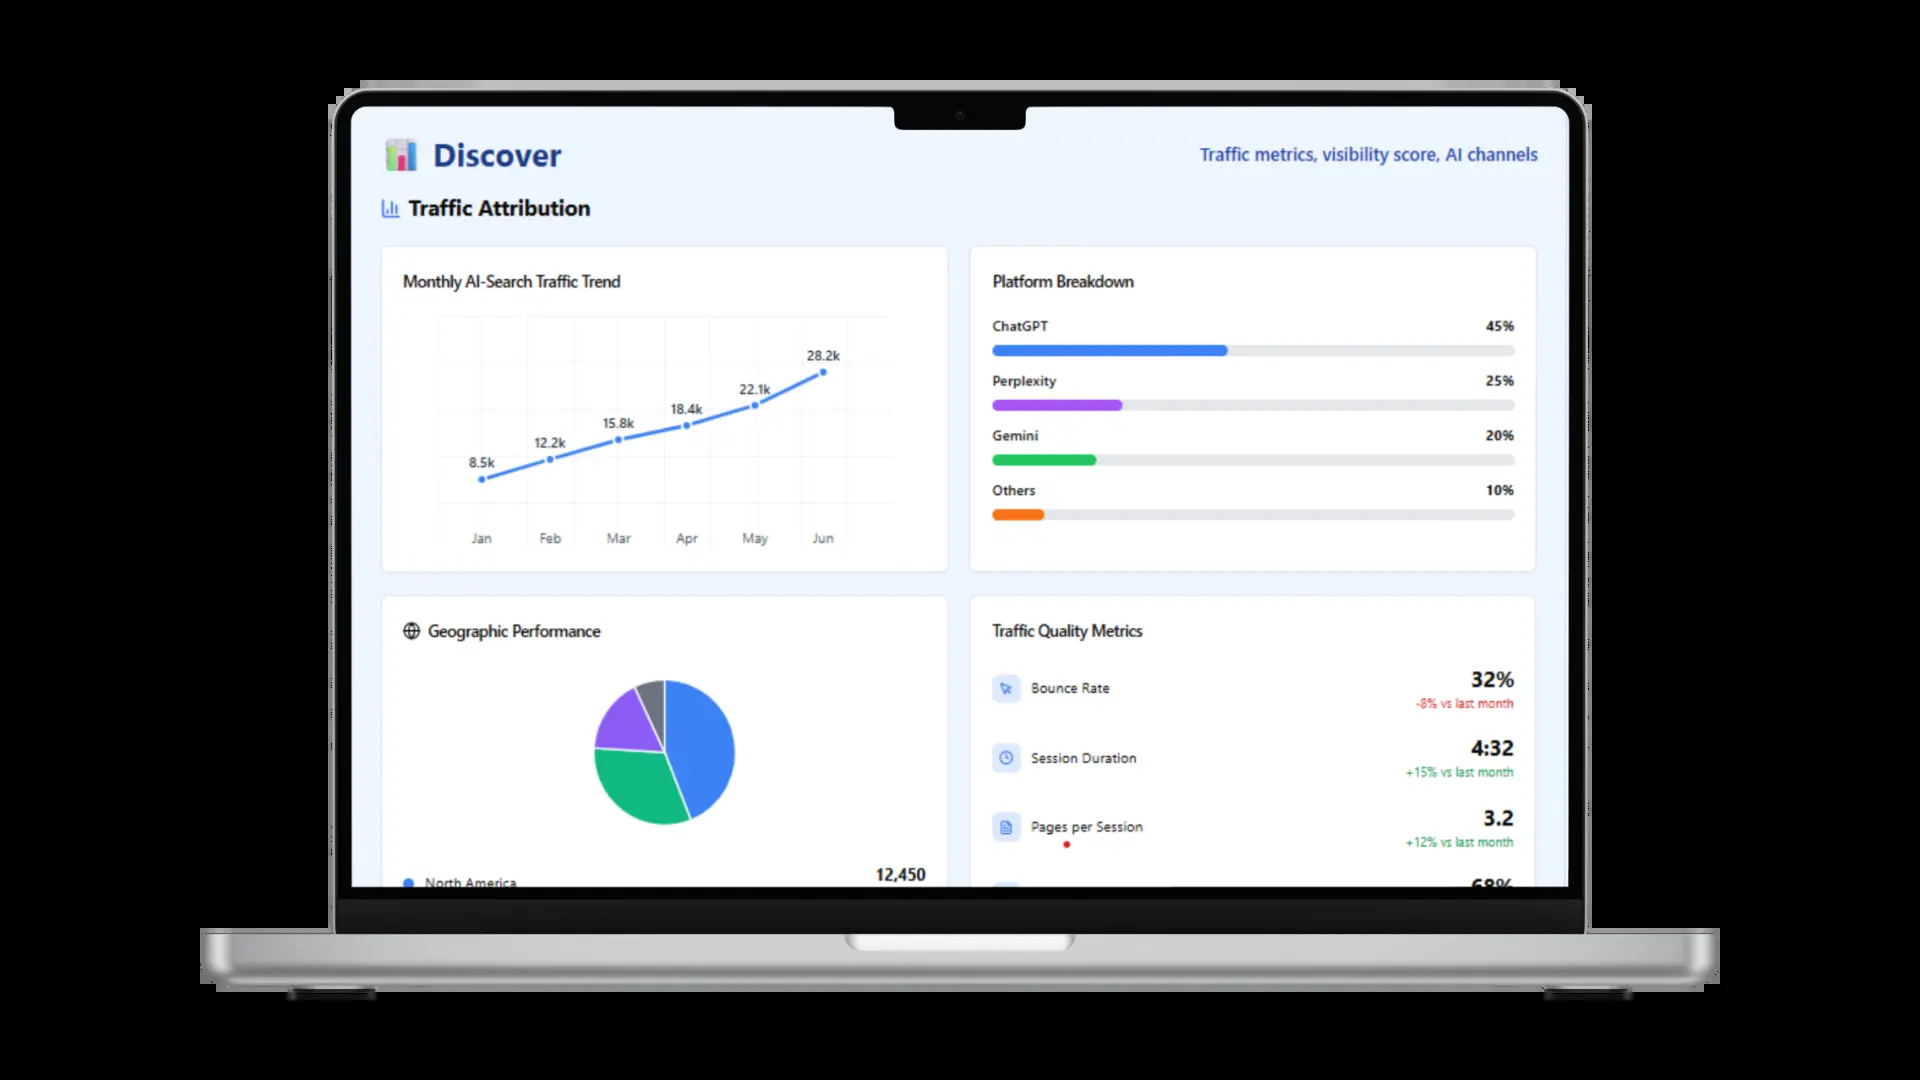 Discover
Traffic metrics, visibility score, AI channels
Traffic Attribution
Monthly AI-Search Traffic Trend
28.2k
22.1k
18.4k
15.8k
12.2k
8.5k
Jan Feb Mar Apr May Jun
Platform Breakdown
ChatGPT 45%
Perplexity 25%
Gemini 20%
Others 10%
Geographic Performance
North America 12,450
Traffic Quality Metrics
Bounce Rate 32%
-8% vs last month
Session Duration 4:32
+15% vs last month
Pages per Session 3.2
+12% vs last month
68%